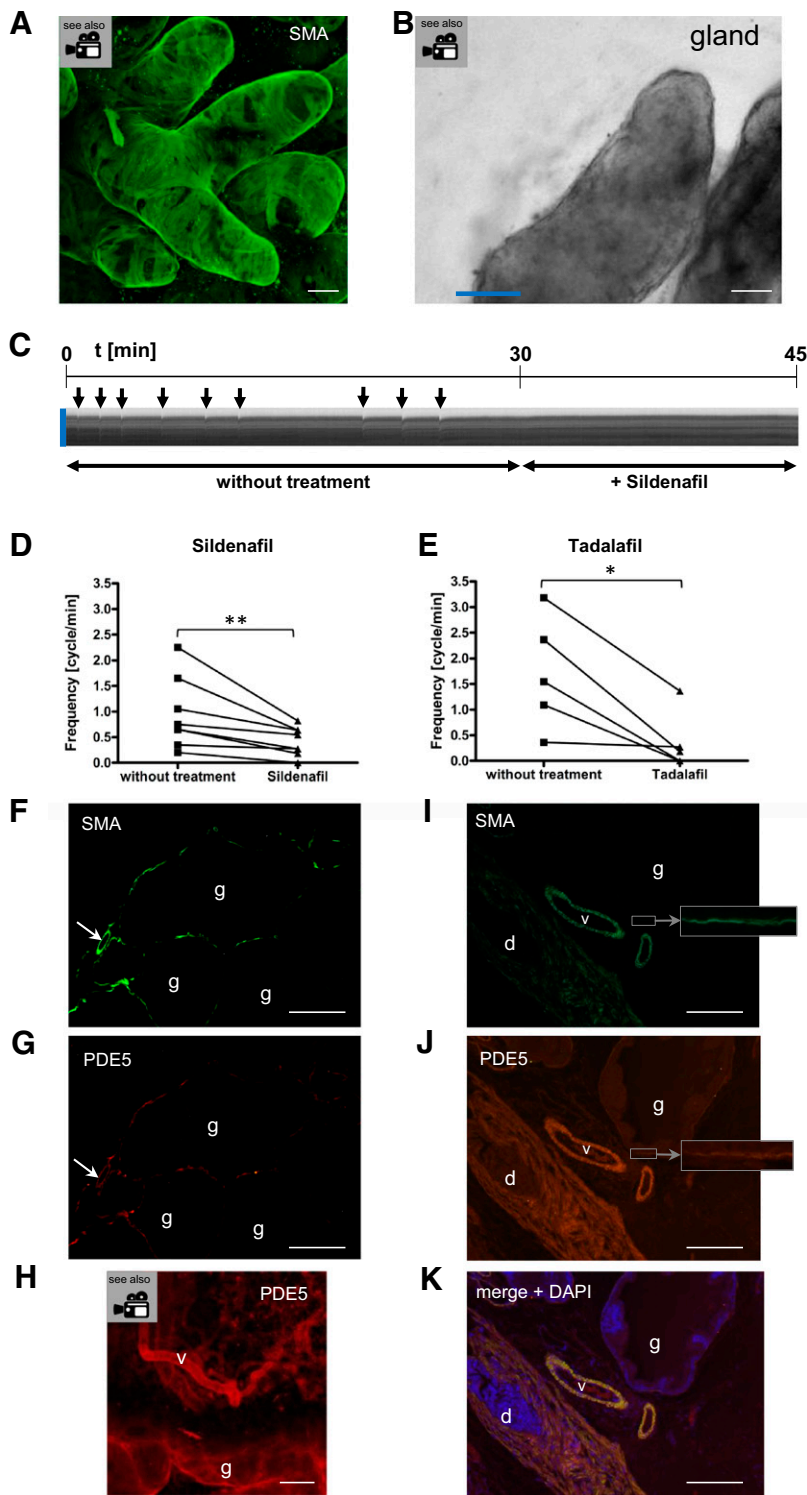 A
see also
SMA
B
see also
gland
C
0 t [min] 30 45
without treatment
+ Sildenafil
D
Sildenafil
**
Frequency [cycle/min]
3.5
3.0
2.5
2.0
1.5
1.0
0.5
0.0
without treatment Sildenafil
E
Tadalafil
*
Frequency [cycle/min]
3.5
3.0
2.5
2.0
1.5
1.0
0.5
0.0
without treatment Tadalafil
F
SMA
g
g
g
G
PDE5
g
g
g
H
see also
PDE5
v
g
I
SMA
g
v
d
J
PDE5
g
v
d
K
merge + DAPI
g
v
d